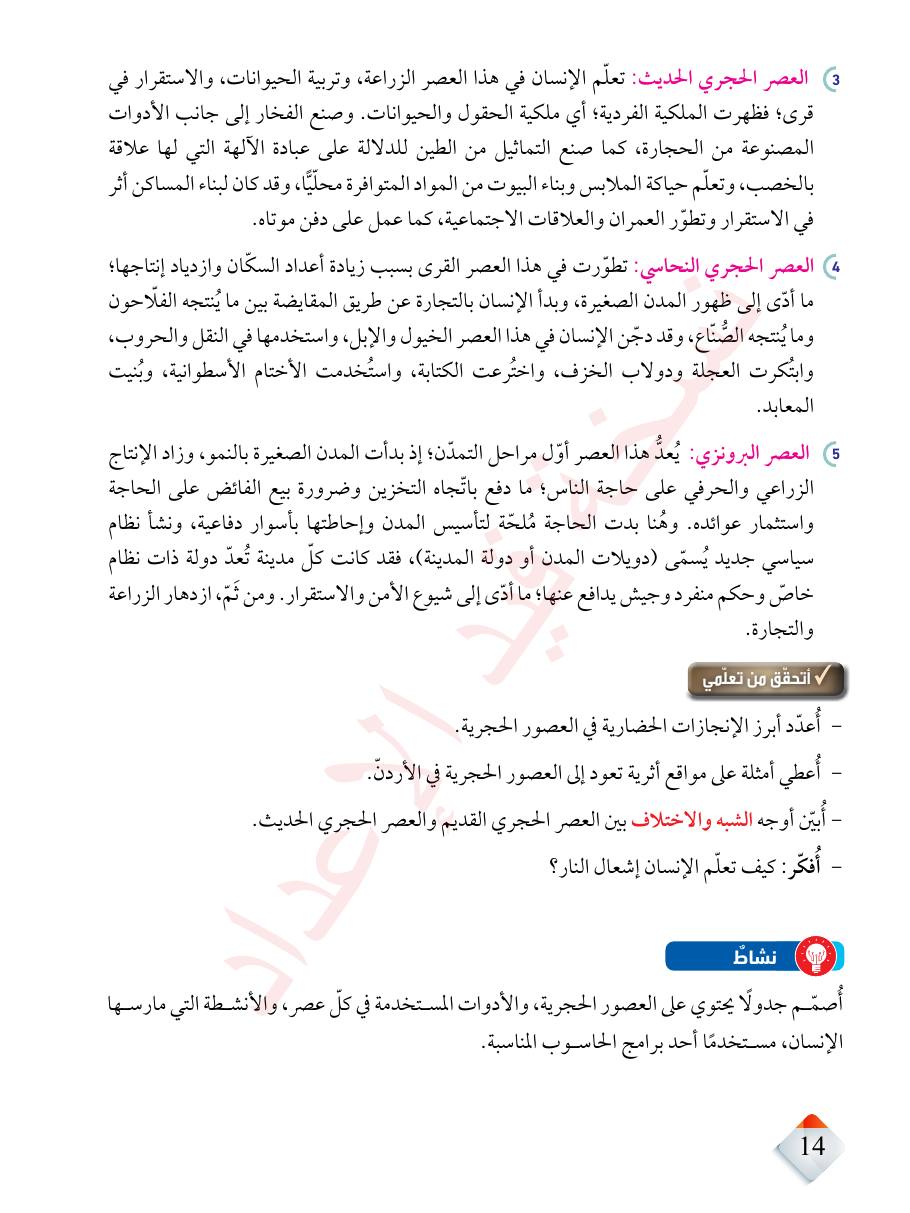 3 العصر الحجري الحديث: تعلّم الإنسان في هذا العصر الزراعة، وتربية الحيوانات، والاستقرار في
قرى؛ فظهرت الملكية الفردية؛ أي ملكية الحقول والحيوانات. وصنع الفخار إلى جانب الأدوات
المصنوعة من الحجارة، كما صنع التماثيل من الطين للدلالة على عبادة الآلهة التي لها علاقة
بالخصب، وتعلّم حياكة الملابس وبناء البيوت من المواد المتوافرة محلّيًّا، وقد كان لبناء المساكن أثر
في الاستقرار وتطوّر العمران والعلاقات الاجتماعية، كما عمل على دفن موتاه.
4 العصر الحجري النحاسي: تطوّرت في هذا العصر القرى بسبب زيادة أعداد السكّان وازدياد إنتاجها؛
ما أدّى إلى ظهور المدن الصغيرة، وبدأ الإنسان بالتجارة عن طريق المقايضة بين ما يُنتجه الفلّاحون
وما يُنتجه الصُّنّاع، وقد دجّن الإنسان في هذا العصر الخيول والإبل، واستخدمها في النقل والحروب،
وابتُكرت العجلة ودولاب الخزف، واختُرعت الكتابة، واستُخدمت الأختام الأسطوانية، وبُنيت
المعابد.
5 العصر البرونزي: يُعدُّ هذا العصر أوّل مراحل التمدّن؛ إذ بدأت المدن الصغيرة بالنمو، وزاد الإنتاج
الزراعي والحرفي على حاجة الناس؛ ما دفع باتّجاه التخزين وضرورة بيع الفائض على الحاجة
واستثمار عوائده. وهُنا بدت الحاجة مُلحّة لتأسيس المدن وإحاطتها بأسوار دفاعية، ونشأ نظام
سياسي جديد يُسمّى (دويلات المدن أو دولة المدينة)، فقد كانت كلّ مدينة تُعدّ دولة ذات نظام
خاصّ وحكم منفرد وجيش يدافع عنها؛ ما أدّى إلى شيوع الأمن والاستقرار. ومن ثَمّ، ازدهار الزراعة
والتجارة.
أتحقّق من تعلّمي
– أُعدّد أبرز الإنجازات الحضارية في العصور الحجرية.
– أُعطي أمثلة على مواقع أثرية تعود إلى العصور الحجرية في الأردنّ.
– أُبيّن أوجه الشبه والاختلاف بين العصر الحجري القديم والعصر الحجري الحديث.
– أُفكّر: كيف تعلّم الإنسان إشعال النار؟
نشاطٌ
أُصمّم جدولًا يحتوي على العصور الحجرية، والأدوات المستخدمة في كلّ عصر، والأنشطة التي مارسها
الإنسان، مستخدمًا أحد برامج الحاسوب المناسبة.
14
نسخة قيد الإعداد